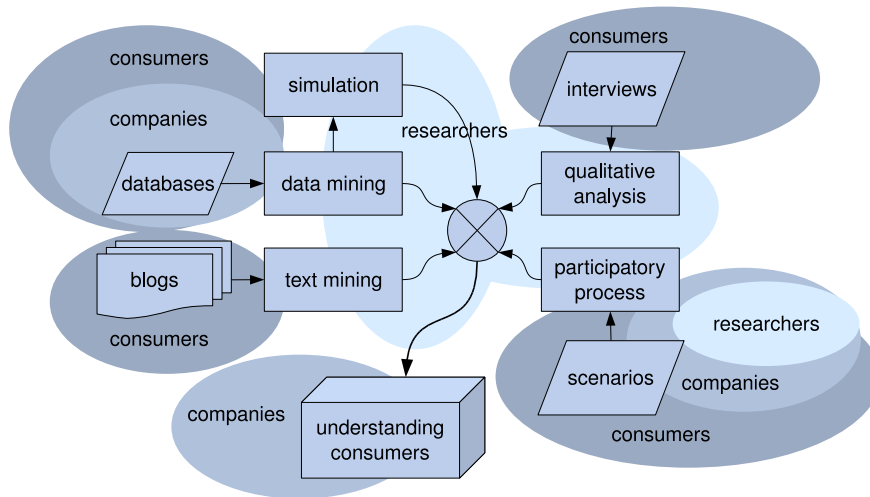 consumers
consumers
simulation
interviews
companies
researchers
databases
data mining
qualitative
analysis
blogs
text mining
participatory
process
researchers
consumers
scenarios
companies
companies
understanding
consumers
consumers